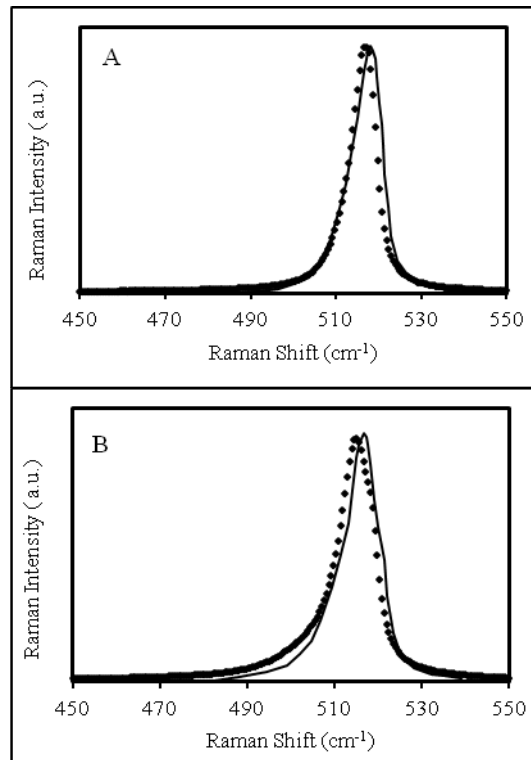 A
Raman Intensity ( a.u.)
450 470 490 510 530 550
Raman Shift (cm⁻¹)
B
Raman Intensity (a.u.)
450 470 490 510 530 550
Raman Shift (cm⁻¹)